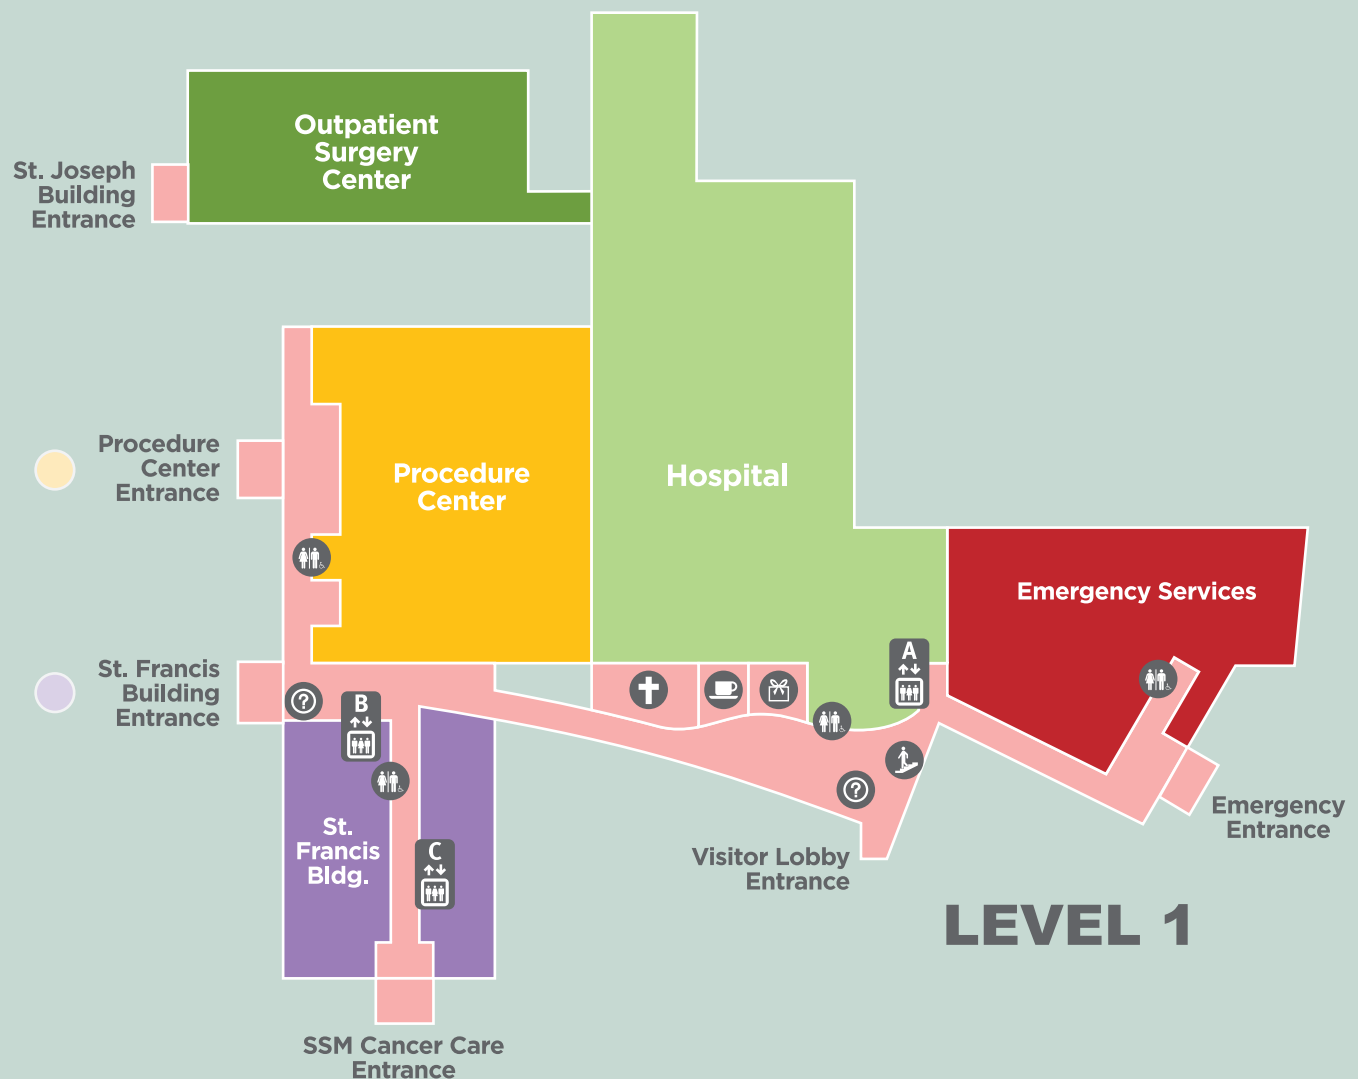 Outpatient
Surgery
Center
St. Joseph
Building
Entrance
Procedure
Center
Entrance
Procedure
Center
Hospital
Emergency Services
A
St. Francis
Building
Entrance
?
B
?
St.
Francis
Bldg.
C
Visitor Lobby
Entrance
Emergency
Entrance
LEVEL 1
SSM Cancer Care
Entrance